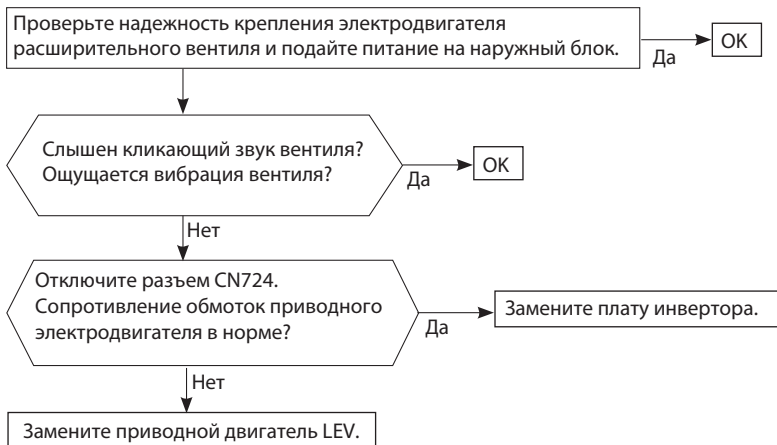 Проверьте надежность крепления электродвигателя
расширительного вентиля и подайте питание на наружный блок.
Да
OK
Слышен кликающий звук вентиля?
Ощущается вибрация вентиля?
Да
OK
Нет
Отключите разъем CN724.
Сопротивление обмоток приводного
электродвигателя в норме?
Да
Замените плату инвертора.
Нет
Замените приводной двигатель LEV.